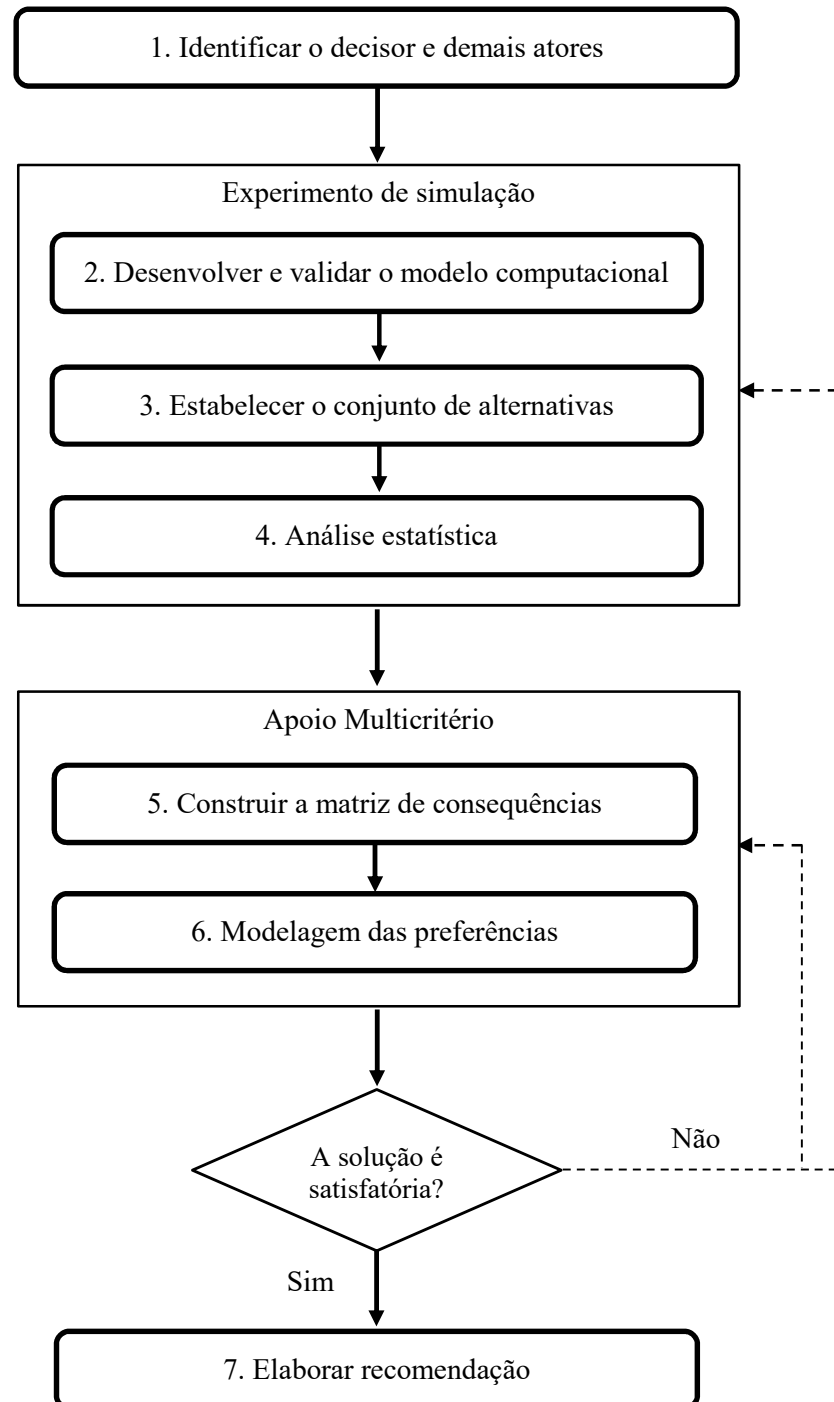 1. Identificar o decisor e demais atores
Experimento de simulação
2. Desenvolver e validar o modelo computacional
3. Estabelecer o conjunto de alternativas
4. Análise estatística
Apoio Multicritério
5. Construir a matriz de consequências
6. Modelagem das preferências
A solução é
satisfatória?
Não
Sim
7. Elaborar recomendação